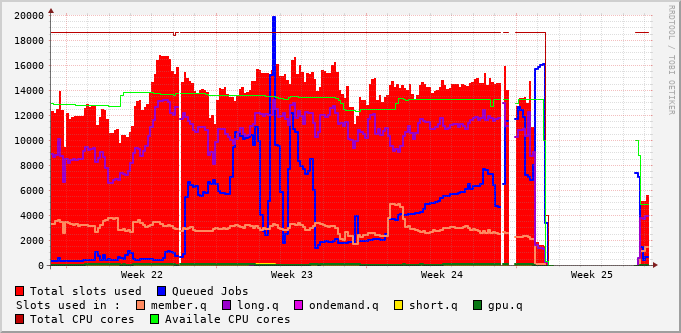 20000
18000
16000
14000
12000
10000
8000
6000
4000
2000
0
Week 22 Week 23 Week 24 Week 25
RRDTOOL / TOBI OETIKER
Total slots used Queued Jobs
Slots used in : member.q long.q ondemand.q short.q gpu.q
Total CPU cores Availale CPU cores